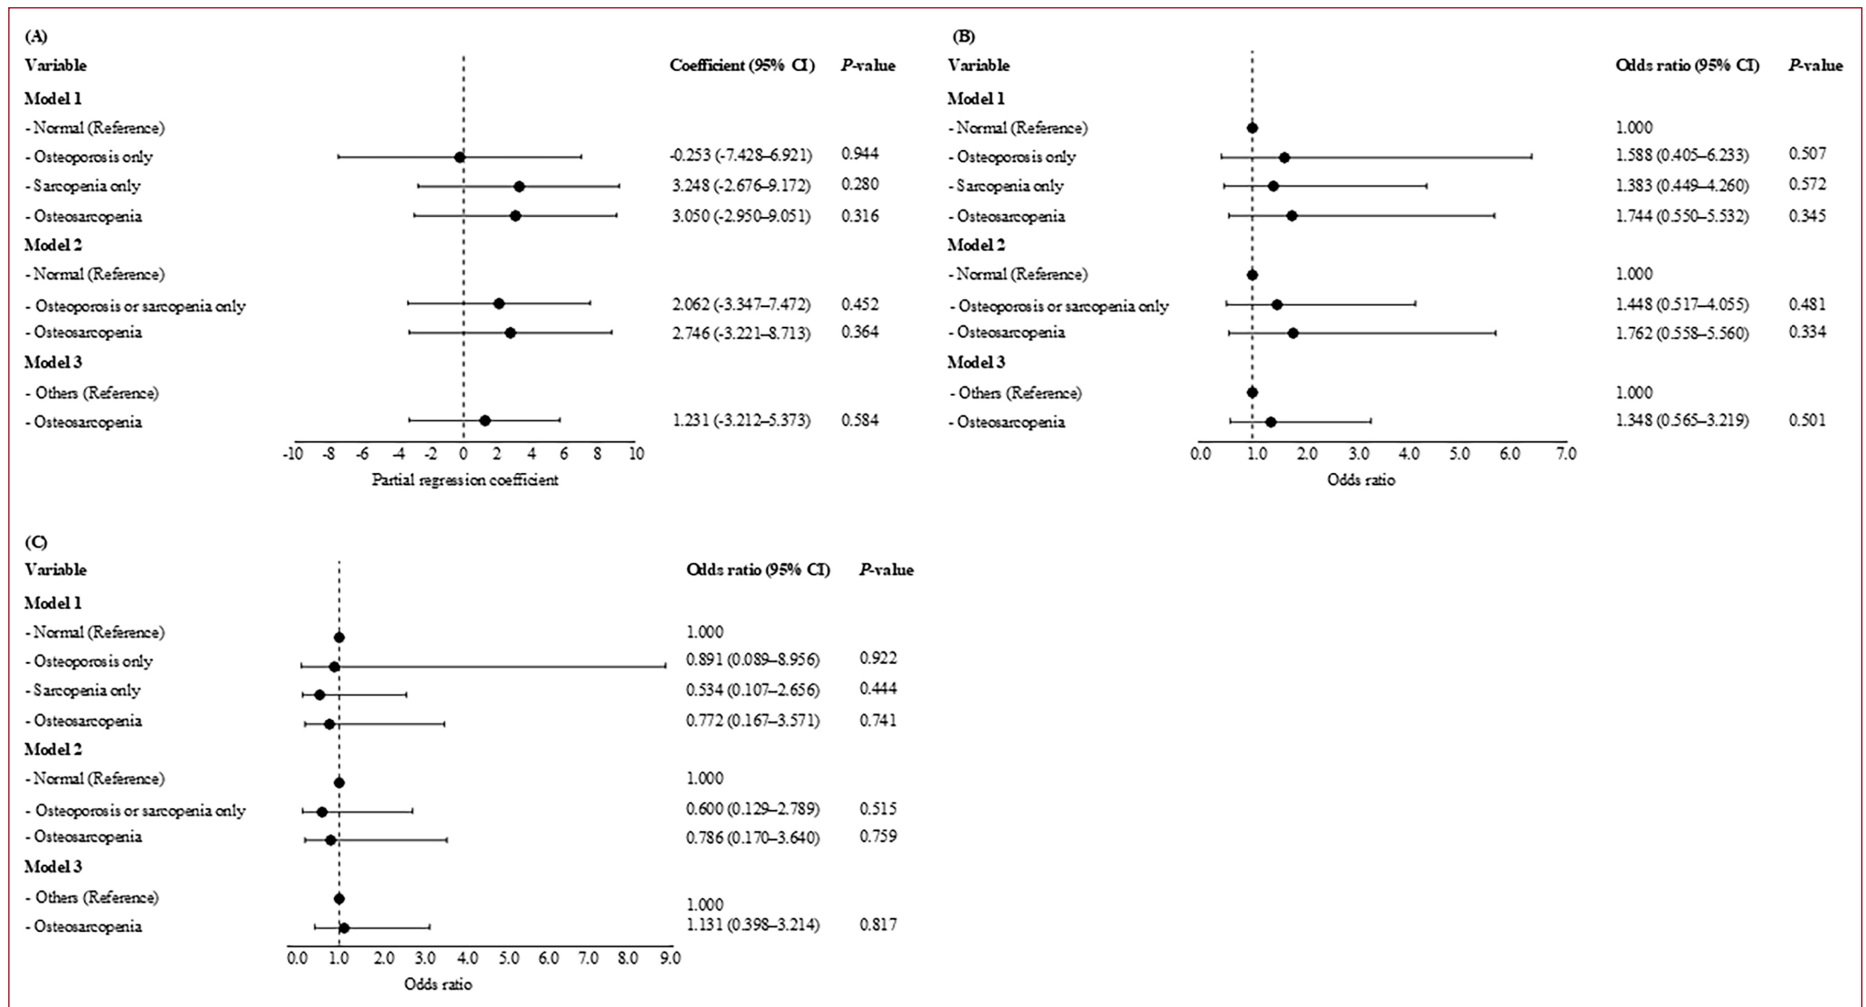 (A)
Variable Coefficient (95% CI) P-value
Model 1
- Normal (Reference)
- Osteoporosis only -0.253 (-7.428–6.921) 0.944
- Sarcopenia only 3.248 (-2.676–9.172) 0.280
- Osteosarcopenia 3.050 (-2.950–9.051) 0.316
Model 2
- Normal (Reference)
- Osteoporosis or sarcopenia only 2.062 (-3.347–7.472) 0.452
- Osteosarcopenia 2.746 (-3.221–8.713) 0.364
Model 3
- Others (Reference)
- Osteosarcopenia 1.231 (-3.212–5.373) 0.584
-10 -8 -6 -4 -2 0 2 4 6 8 10
Partial regression coefficient
(B)
Variable Odds ratio (95% CI) P-value
Model 1
- Normal (Reference) 1.000
- Osteoporosis only 1.588 (0.405–6.233) 0.507
- Sarcopenia only 1.383 (0.449–4.260) 0.572
- Osteosarcopenia 1.744 (0.550–5.532) 0.345
Model 2
- Normal (Reference) 1.000
- Osteoporosis or sarcopenia only 1.448 (0.517–4.055) 0.481
- Osteosarcopenia 1.762 (0.558–5.560) 0.334
Model 3
- Others (Reference) 1.000
- Osteosarcopenia 1.348 (0.565–3.219) 0.501
0.0 1.0 2.0 3.0 4.0 5.0 6.0 7.0
Odds ratio
(C)
Variable Odds ratio (95% CI) P-value
Model 1
- Normal (Reference) 1.000
- Osteoporosis only 0.891 (0.089–8.956) 0.922
- Sarcopenia only 0.534 (0.107–2.656) 0.444
- Osteosarcopenia 0.772 (0.167–3.571) 0.741
Model 2
- Normal (Reference) 1.000
- Osteoporosis or sarcopenia only 0.600 (0.129–2.789) 0.515
- Osteosarcopenia 0.786 (0.170–3.640) 0.759
Model 3
- Others (Reference) 1.000
- Osteosarcopenia 1.131 (0.398–3.214) 0.817
0.0 1.0 2.0 3.0 4.0 5.0 6.0 7.0 8.0 9.0
Odds ratio